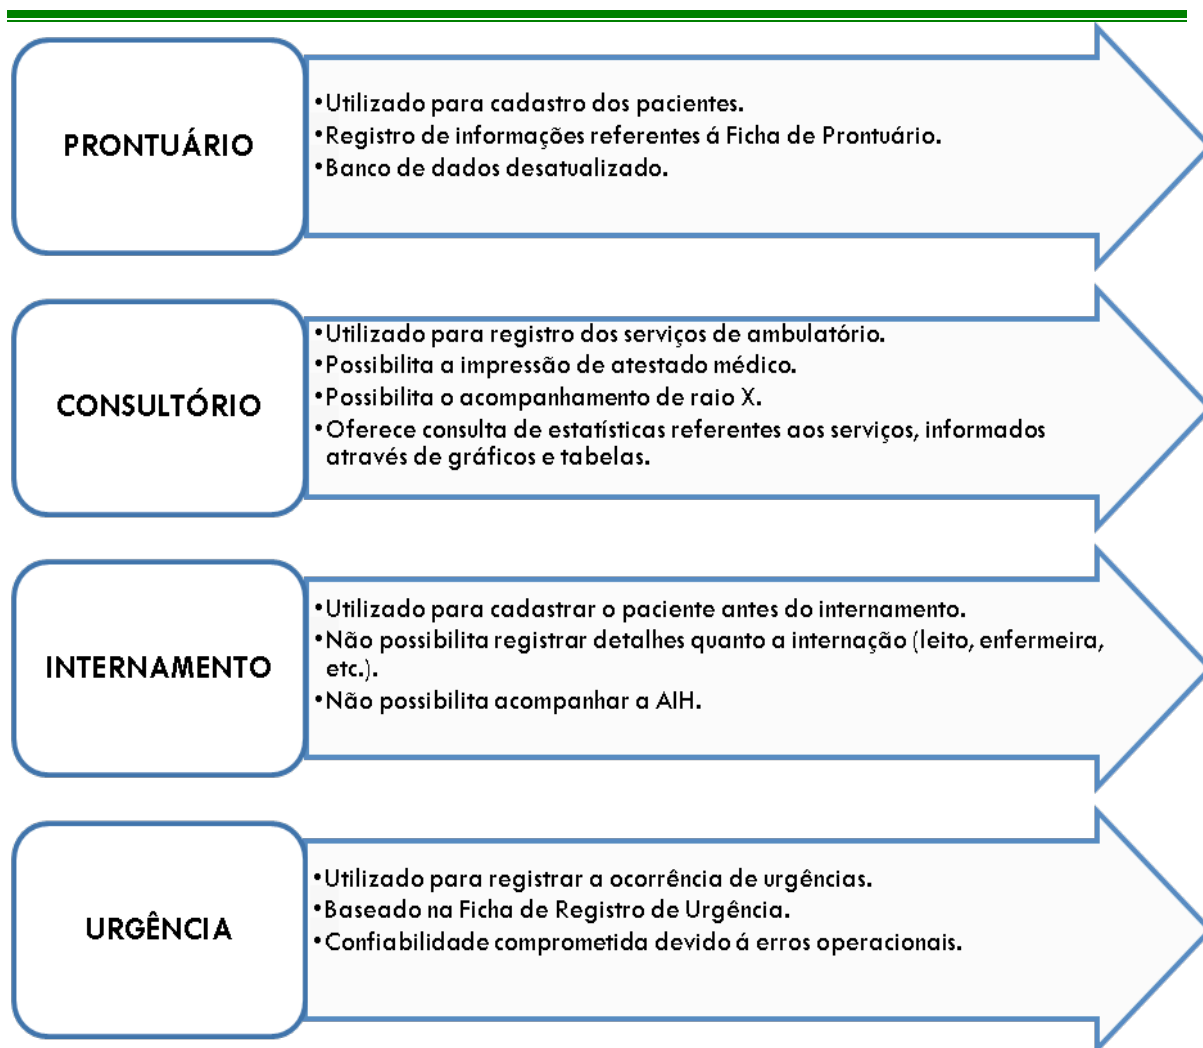 PRONTUÁRIO
•Utilizado para cadastro dos pacientes.
•Registro de informações referentes á Ficha de Prontuário.
•Banco de dados desatualizado.
CONSULTÓRIO
•Utilizado para registro dos serviços de ambulatório.
•Possibilita a impressão de atestado médico.
•Possibilita o acompanhamento de raio X.
•Oferece consulta de estatísticas referentes aos serviços, informados
através de gráficos e tabelas.
INTERNAMENTO
•Utilizado para cadastrar o paciente antes do internamento.
•Não possibilita registrar detalhes quanto a internação (leito, enfermeira,
etc.).
•Não possibilita acompanhar a AIH.
URGÊNCIA
•Utilizado para registrar a ocorrência de urgências.
•Baseado na Ficha de Registro de Urgência.
•Confiabilidade comprometida devido á erros operacionais.